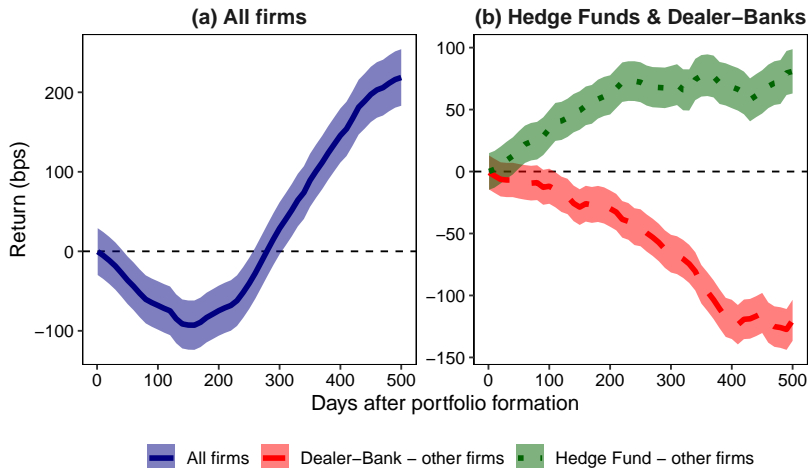 (a) All firms
(b) Hedge Funds & Dealer−Banks
Return (bps)
200
100
0
−100
0 100 200 300 400 500
100
50
0
−50
−100
−150
0 100 200 300 400 500
Days after portfolio formation
All firms Dealer−Bank − other firms Hedge Fund − other firms